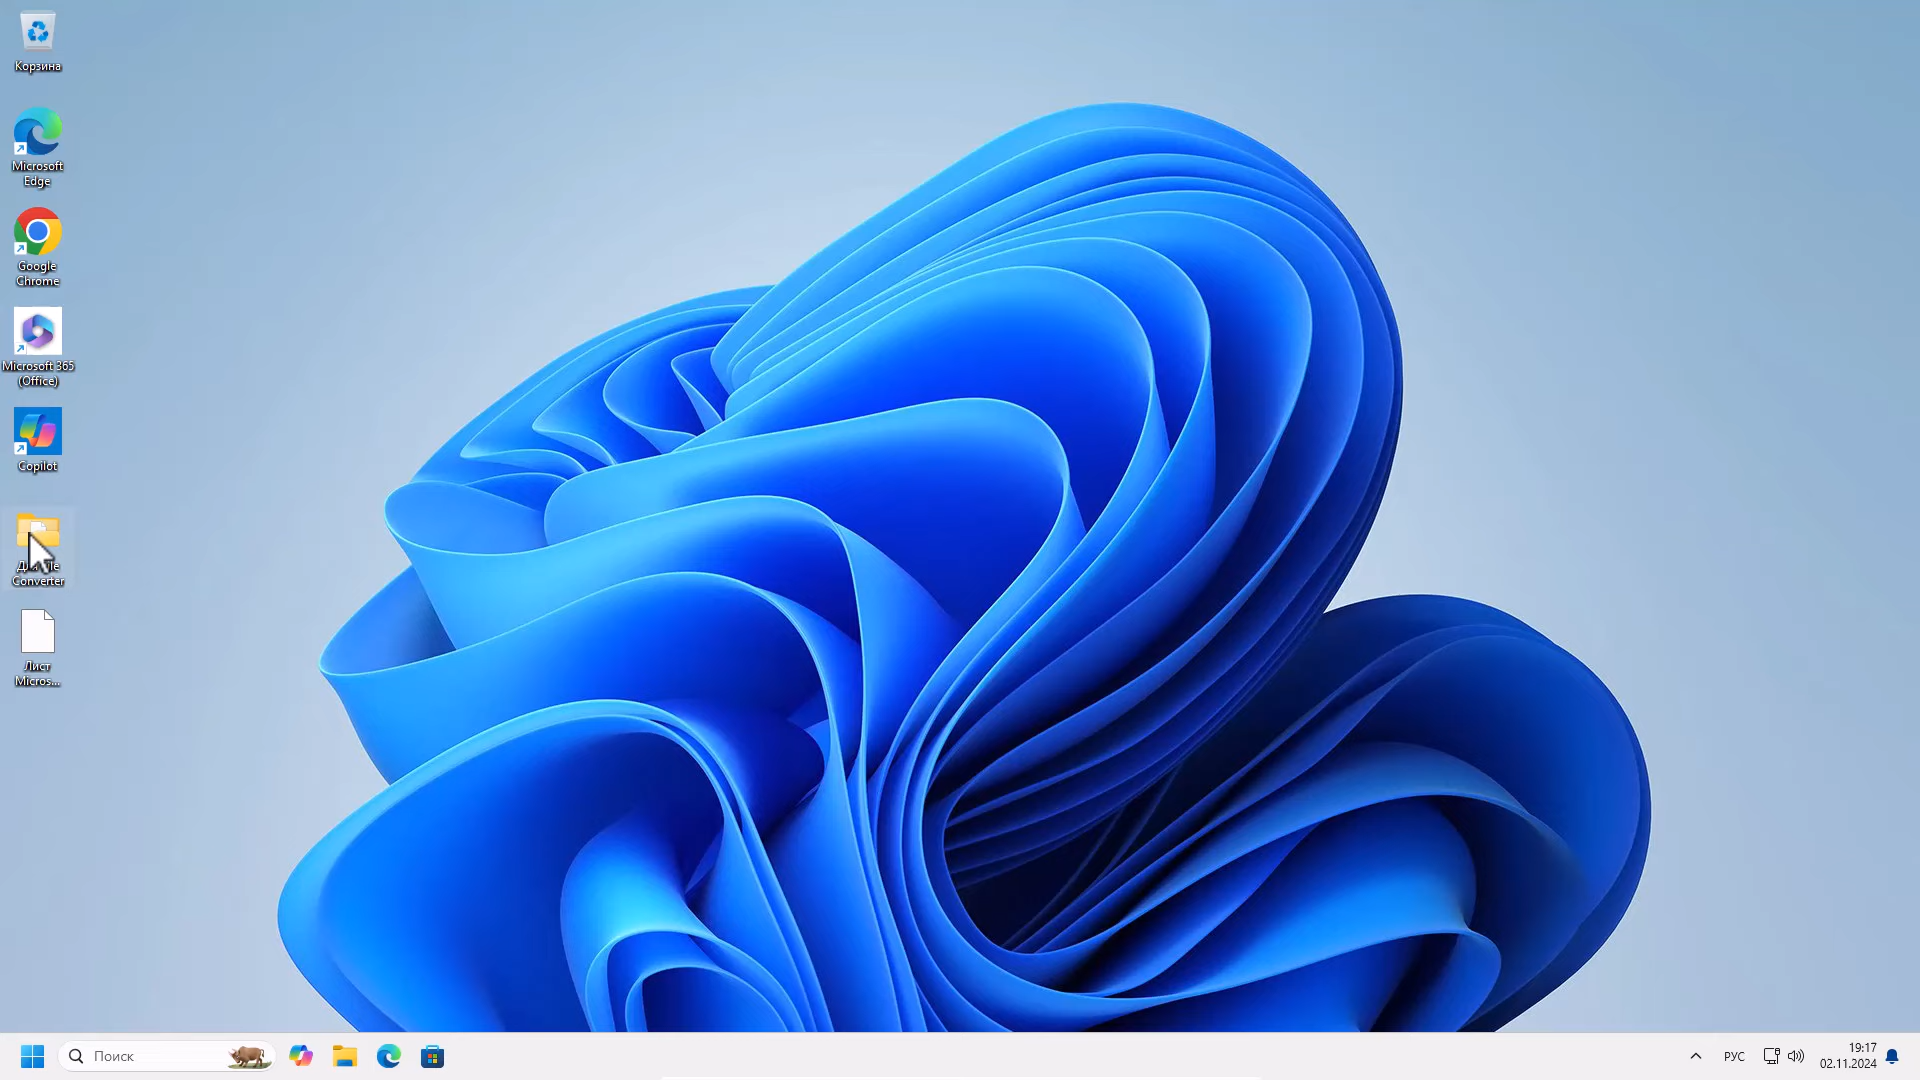 Корзина
Microsoft
Edge
Google
Chrome
Microsoft 365
(Office)
Copilot
Converter
Лист
Micros...
Поиск
РУС
19:17
02.11.2024